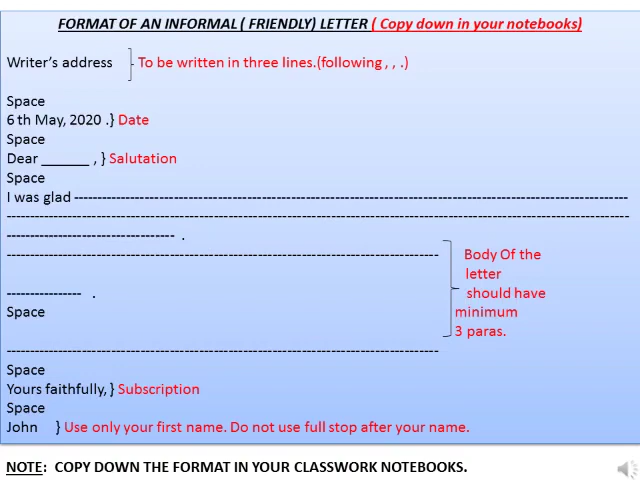 FORMAT OF AN INFORMAL ( FRIENDLY) LETTER ( Copy down in your notebooks)
Writer's address To be written in three lines.(following , , .)
Space
6 th May, 2020 .} Date
Space
Dear ______ , } Salutation
Space
I was glad ----------------------------------------------------------------------------------------------------------------------
--------------------------------------------------------------------------------------------------------------------------------------
------------------------------------ .
-------------------------------------------------------------------------------------------- Body Of the
letter
---------------- . should have
Space minimum
3 paras.
--------------------------------------------------------------------------------------------
Space
Yours faithfully, } Subscription
Space
John } Use only your first name. Do not use full stop after your name.
NOTE: COPY DOWN THE FORMAT IN YOUR CLASSWORK NOTEBOOKS.